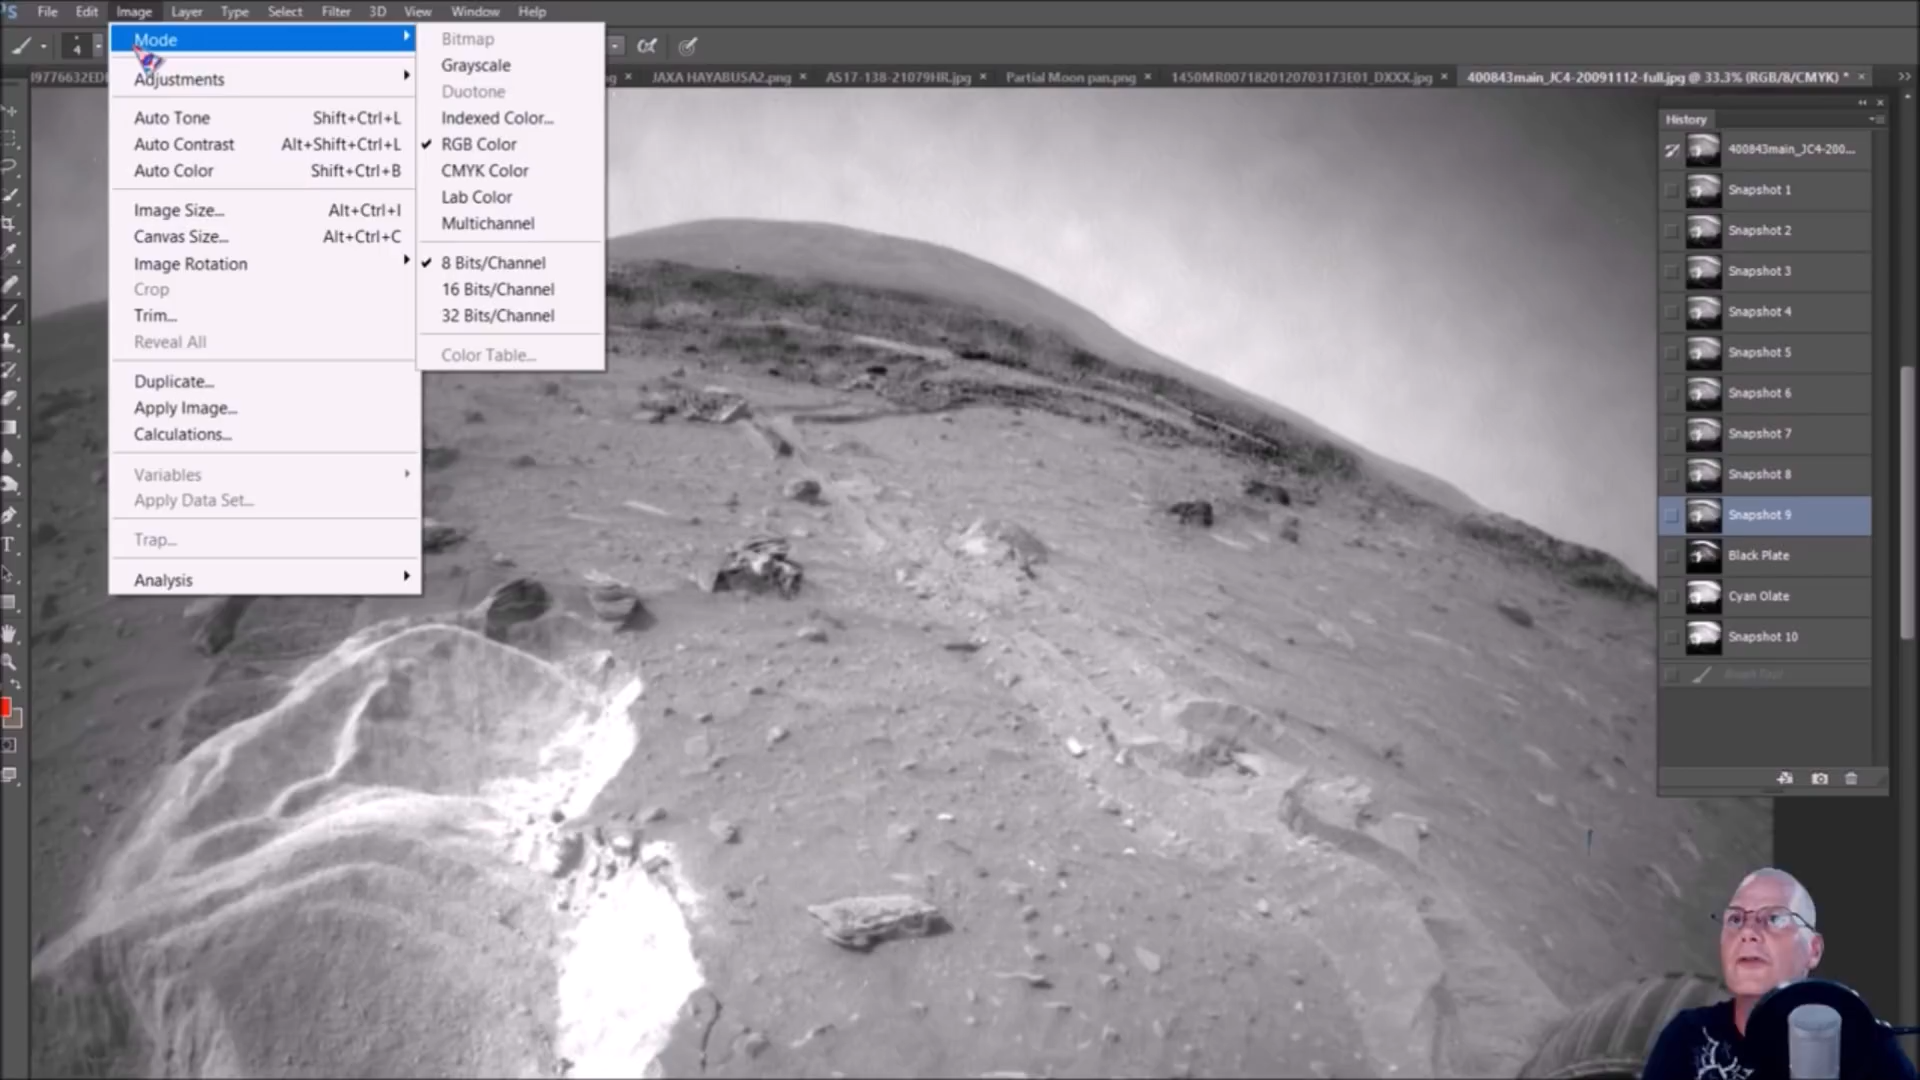 File Edit Image Layer Type Select Filter 3D View Window Help
4
JAXA HAYABUSA2.png × AS17-138-21079HR.jpg × Partial Moon pan.png × 1450MR0071820120703173E01_DXXX.jpg × 400843main_JC4-20091112-full.jpg @ 33.3% (RGB/8/CMYK) * ×
Mode
Adjustments
Auto Tone Shift+Ctrl+L
Auto Contrast Alt+Shift+Ctrl+L
Auto Color Shift+Ctrl+B
Image Size... Alt+Ctrl+I
Canvas Size... Alt+Ctrl+C
Image Rotation
Crop
Trim...
Reveal All
Duplicate...
Apply Image...
Calculations...
Variables
Apply Data Set...
Trap...
Analysis
Bitmap
Grayscale
Duotone
Indexed Color...
RGB Color
CMYK Color
Lab Color
Multichannel
8 Bits/Channel
16 Bits/Channel
32 Bits/Channel
Color Table...
History
400843main_JC4-200...
Snapshot 1
Snapshot 2
Snapshot 3
Snapshot 4
Snapshot 5
Snapshot 6
Snapshot 7
Snapshot 8
Snapshot 9
Black Plate
Cyan Olate
Snapshot 10